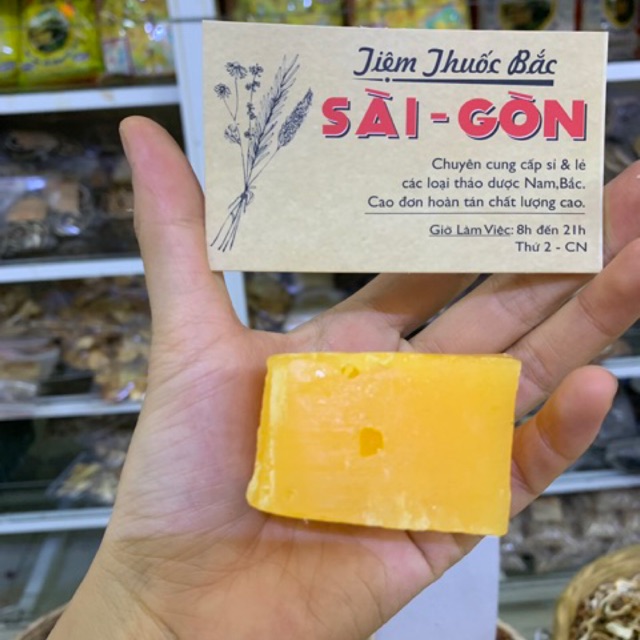 Tiệm Thuốc Bắc
SÀI-GÒN
Chuyên cung cấp sỉ & lẻ
các loại thảo dược Nam,Bắc.
Cao đơn hoàn tán chất lượng cao.
Giờ Làm Việc: 8h đến 21h
Thứ 2 - CN